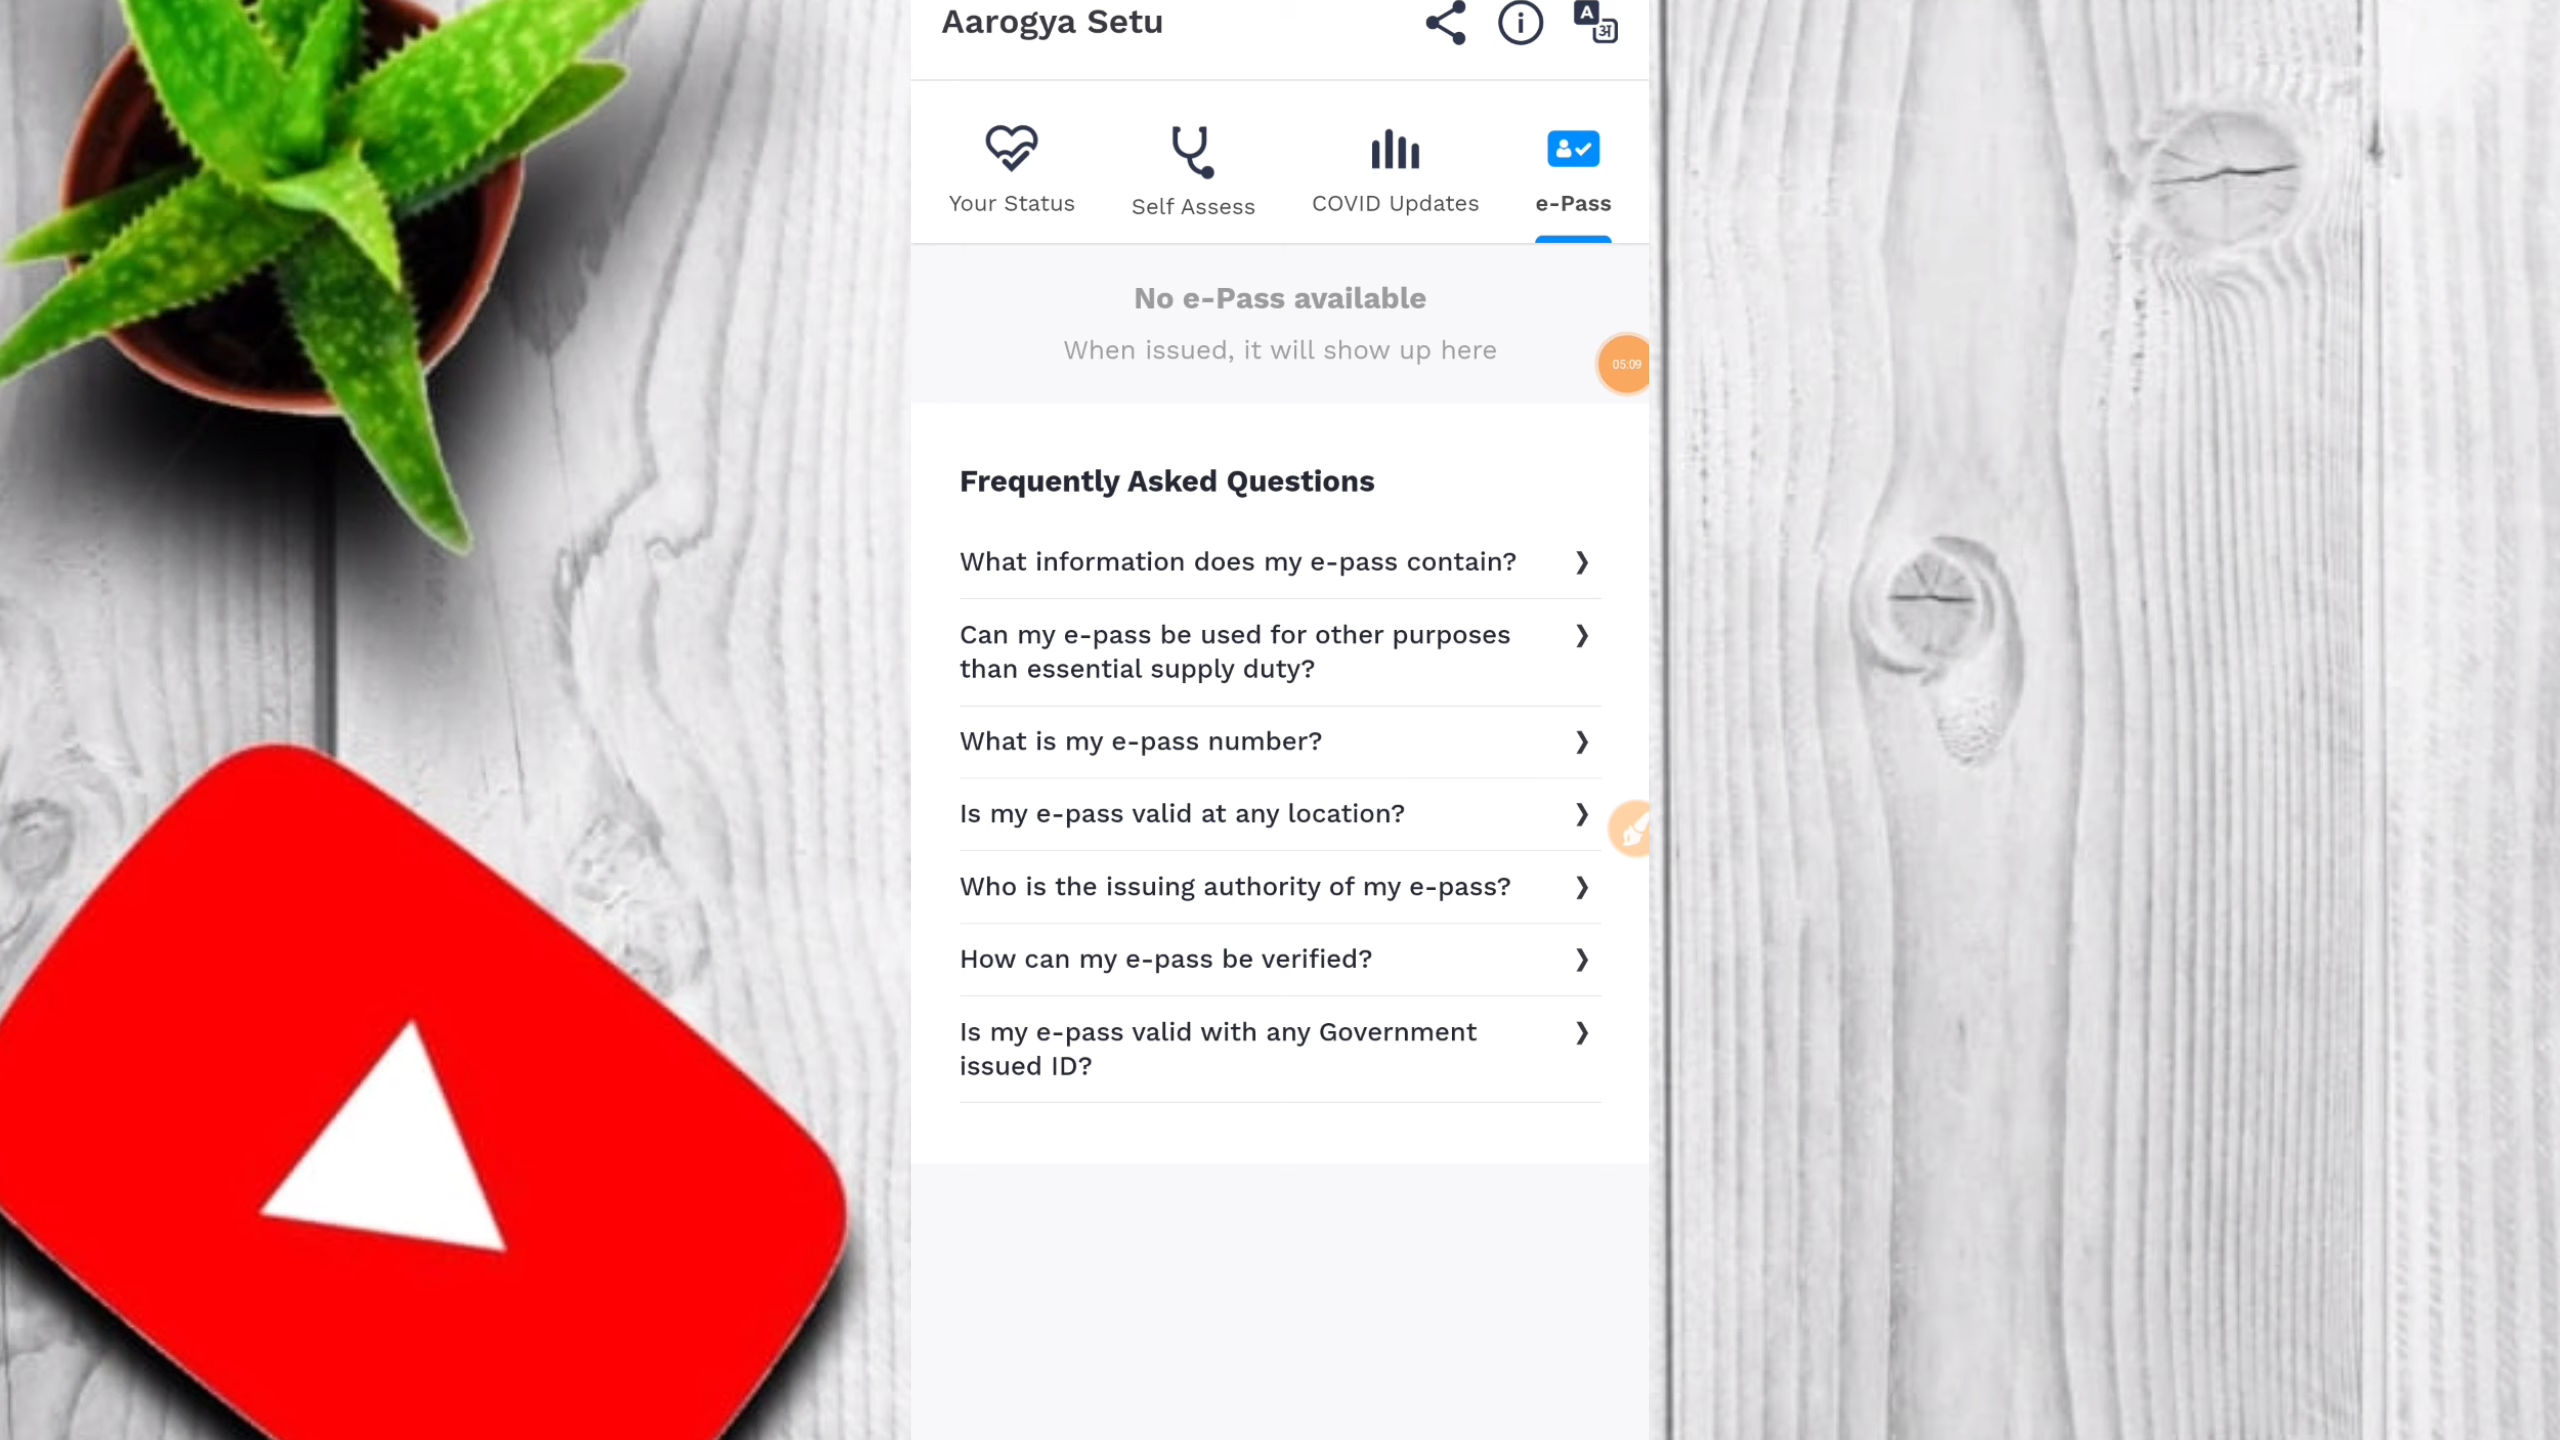 Aarogya Setu
A
अ
Your Status
Self Assess
COVID Updates
e-Pass
No e-Pass available
When issued, it will show up here
05:09
Frequently Asked Questions
What information does my e-pass contain?
Can my e-pass be used for other purposes
than essential supply duty?
What is my e-pass number?
Is my e-pass valid at any location?
Who is the issuing authority of my e-pass?
How can my e-pass be verified?
Is my e-pass valid with any Government
issued ID?